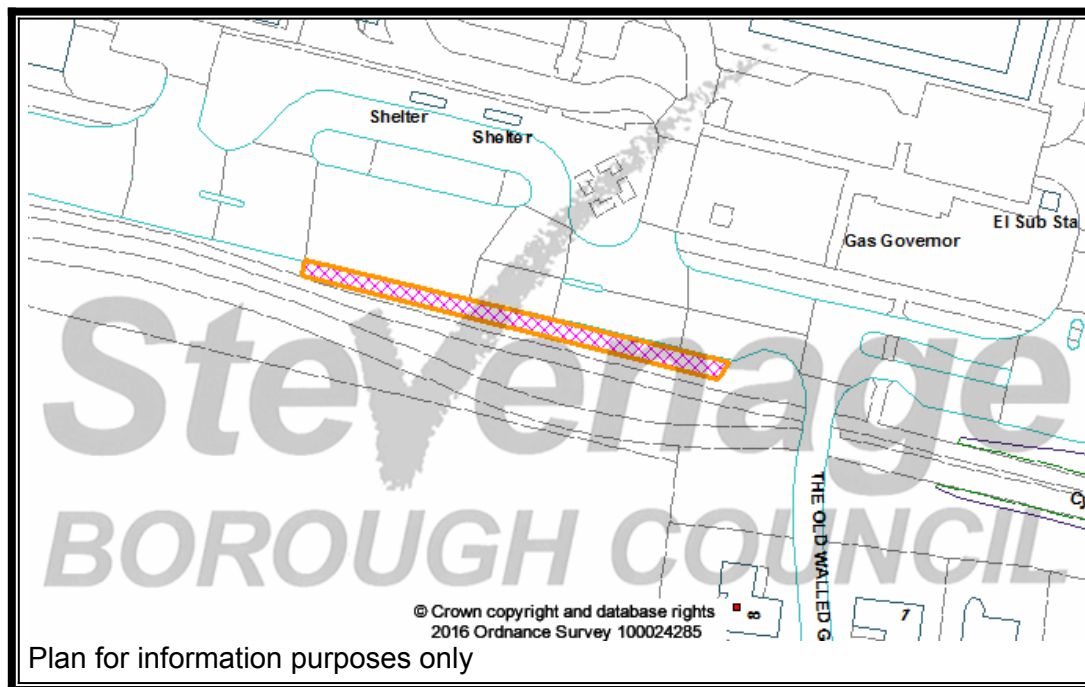 Shelter
Shelter
El Sub Sta
Gas Governor
Stevenage
BOROUGH COUNCIL
THE OLD WALLED G
Cy
8
7
© Crown copyright and database rights
2016 Ordnance Survey 100024285
Plan for information purposes only